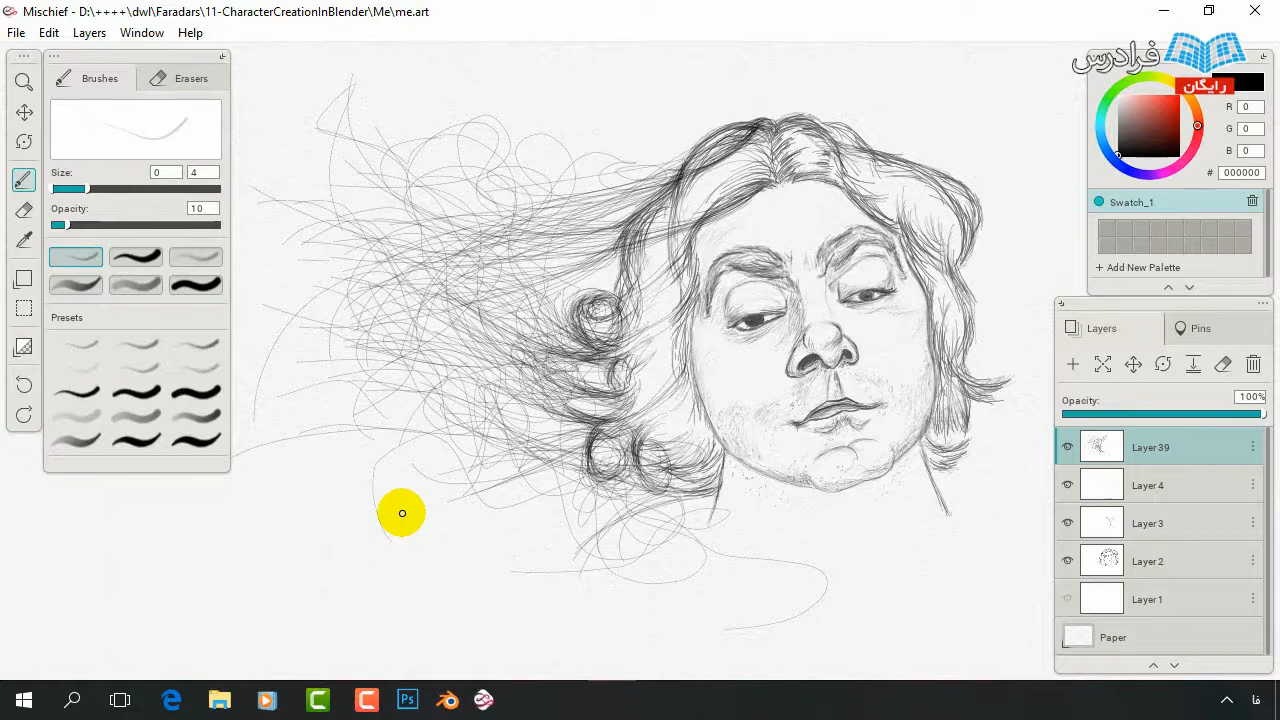 Mischief - D:\++++\dwl\Faradars\11-CharacterCreationInBlender\Me\me.art
File Edit Layers Window Help
فرادرس
رایگان
Brushes Erasers
Size: 0 4
Opacity: 10
Presets
R 0
G 0
B 0
# 000000
Swatch_1
+ Add New Palette
Layers Pins
Opacity: 100%
Layer 39
Layer 4
Layer 3
Layer 2
Layer 1
Paper
Ps
فا